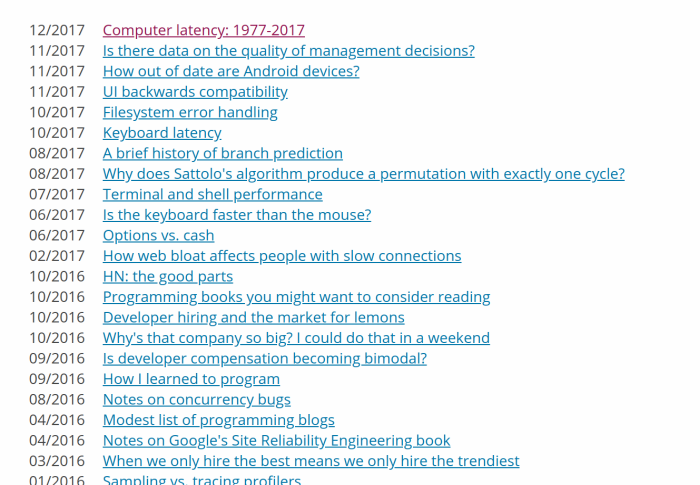 12/2017 Computer latency: 1977-2017
11/2017 Is there data on the quality of management decisions?
11/2017 How out of date are Android devices?
11/2017 UI backwards compatibility
10/2017 Filesystem error handling
10/2017 Keyboard latency
08/2017 A brief history of branch prediction
08/2017 Why does Sattolo's algorithm produce a permutation with exactly one cycle?
07/2017 Terminal and shell performance
06/2017 Is the keyboard faster than the mouse?
06/2017 Options vs. cash
02/2017 How web bloat affects people with slow connections
10/2016 HN: the good parts
10/2016 Programming books you might want to consider reading
10/2016 Developer hiring and the market for lemons
10/2016 Why's that company so big? I could do that in a weekend
09/2016 Is developer compensation becoming bimodal?
09/2016 How I learned to program
08/2016 Notes on concurrency bugs
04/2016 Modest list of programming blogs
04/2016 Notes on Google's Site Reliability Engineering book
03/2016 When we only hire the best means we only hire the trendiest
01/2016 Sampling vs. tracing profilers